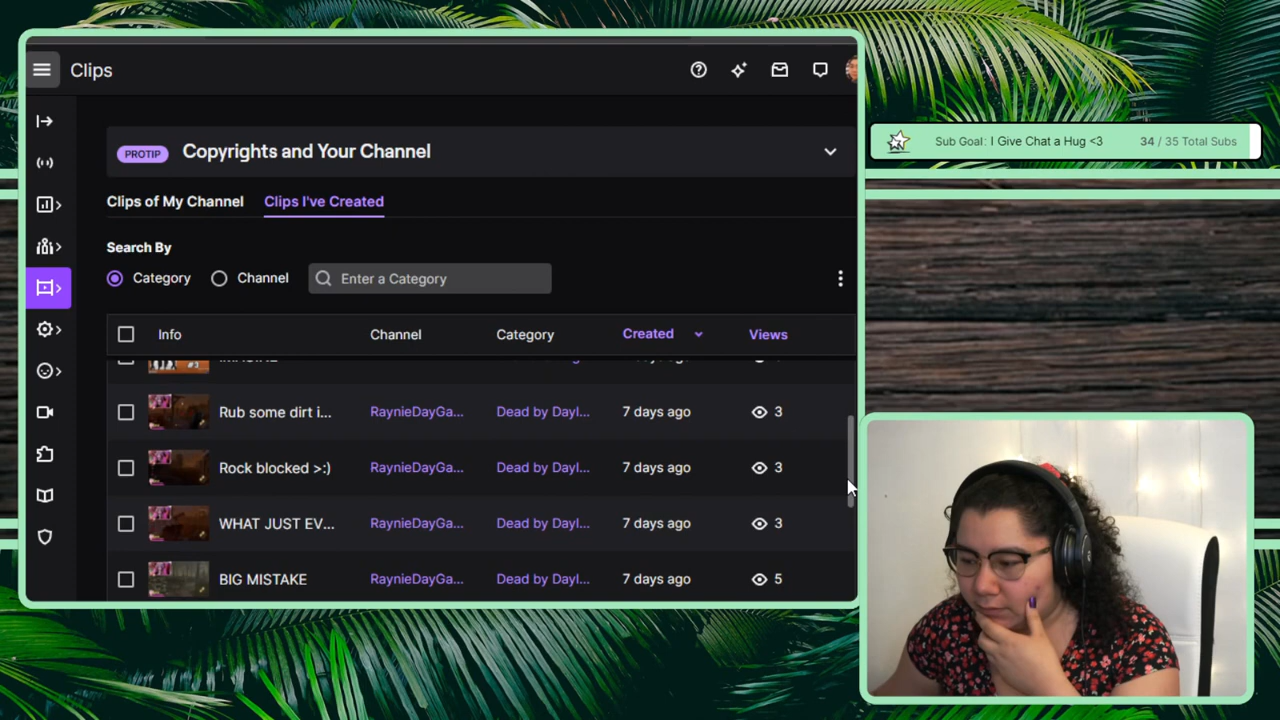 Clips
PROTIP Copyrights and Your Channel
Clips of My Channel Clips I've Created
Search By
Category Channel Enter a Category
Info Channel Category Created Views
Rub some dirt i... RaynieDayGa... Dead by Dayl... 7 days ago 3
Rock blocked >:) RaynieDayGa... Dead by Dayl... 7 days ago 3
WHAT JUST EV... RaynieDayGa... Dead by Dayl... 7 days ago 3
BIG MISTAKE RaynieDayGa... Dead by Dayl... 7 days ago 5
Sub Goal: I Give Chat a Hug <3 34 / 35 Total Subs